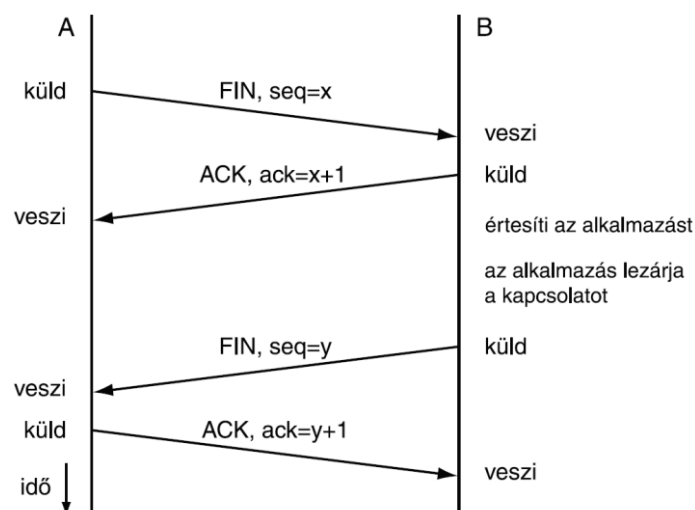 A
B
küld
FIN, seq=x
veszi
ACK, ack=x+1
küld
veszi
értesíti az alkalmazást
az alkalmazás lezárja
a kapcsolatot
FIN, seq=y
küld
veszi
küld
ACK, ack=y+1
veszi
idő